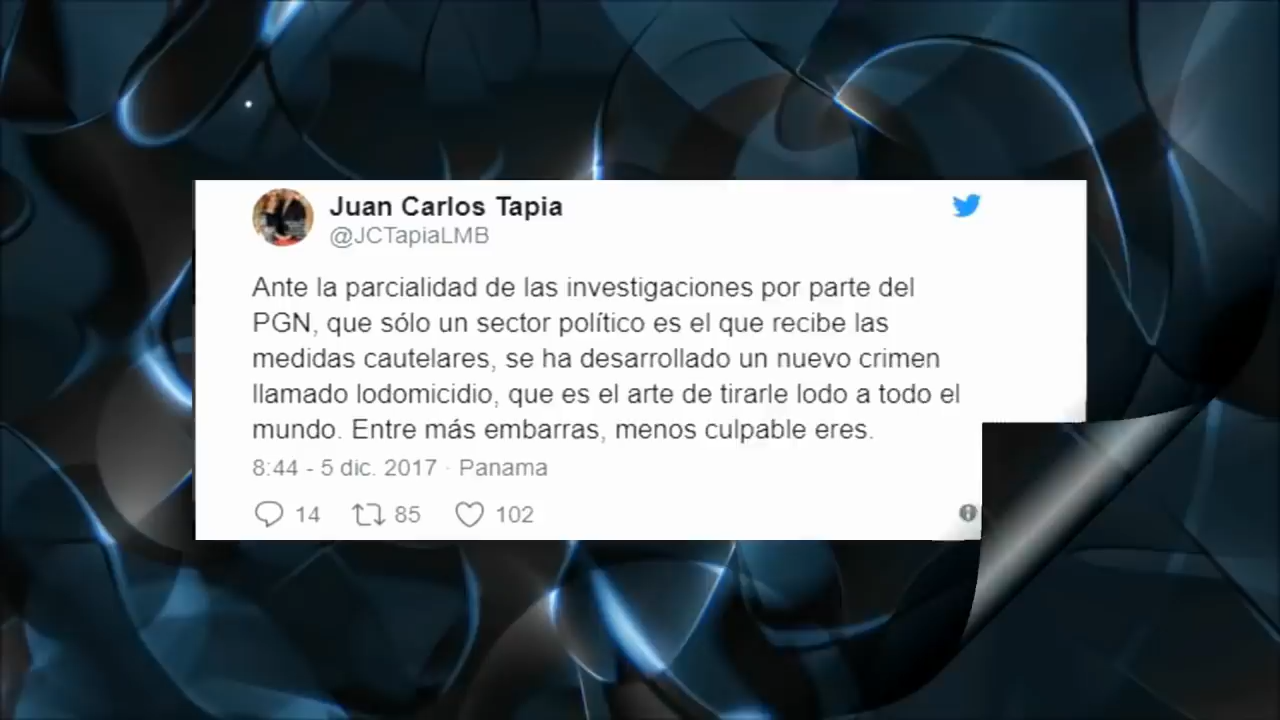 Juan Carlos Tapia
@JCTapiaLMB
Ante la parcialidad de las investigaciones por parte del
PGN, que sólo un sector político es el que recibe las
medidas cautelares, se ha desarrollado un nuevo crimen
llamado lodomicidio, que es el arte de tirarle lodo a todo el
mundo. Entre más embarras, menos culpable eres.
8:44 - 5 dic. 2017 · Panama
14 85 102